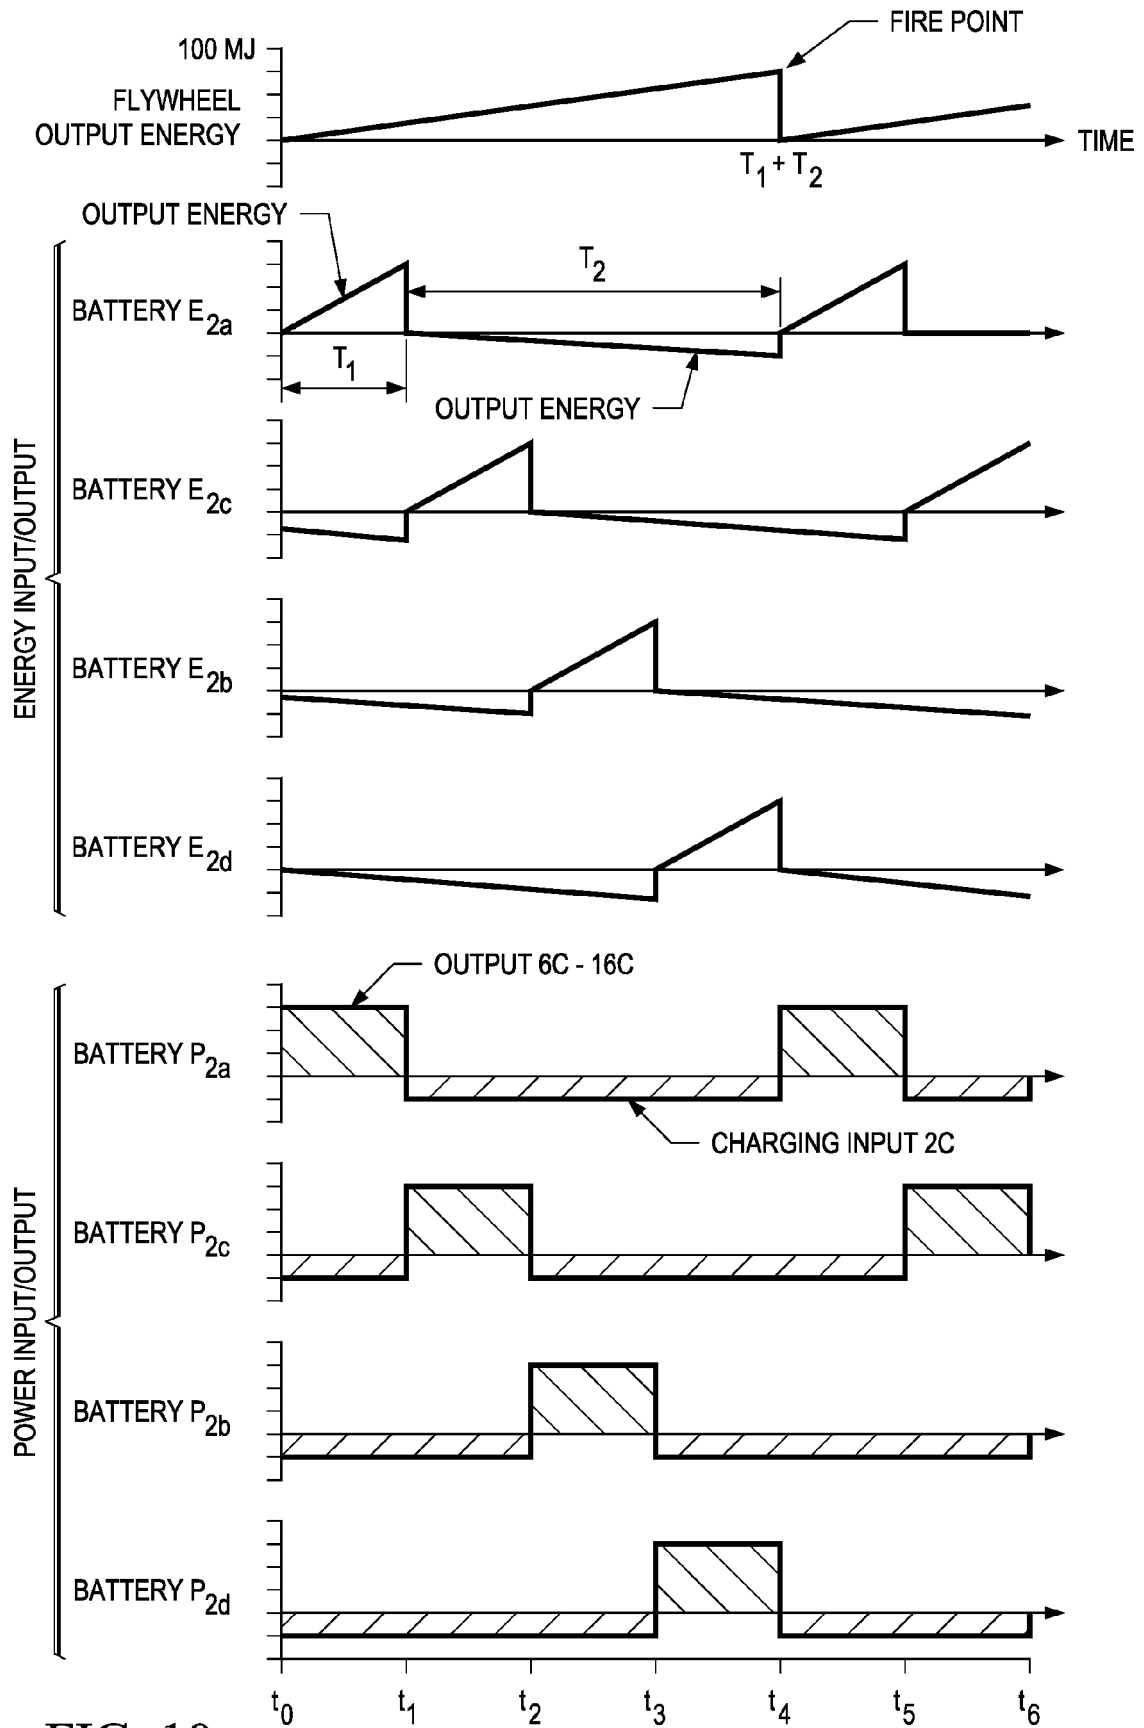 FIRE POINT
100 MJ
FLYWHEEL
OUTPUT ENERGY
TIME
T1 + T2
OUTPUT ENERGY
BATTERY E2a
T2
T1
OUTPUT ENERGY
BATTERY E2c
ENERGY INPUT/OUTPUT
BATTERY E2b
BATTERY E2d
OUTPUT 6C - 16C
BATTERY P2a
CHARGING INPUT 2C
BATTERY P2c
POWER INPUT/OUTPUT
BATTERY P2b
BATTERY P2d
t0 t1 t2 t3 t4 t5 t6